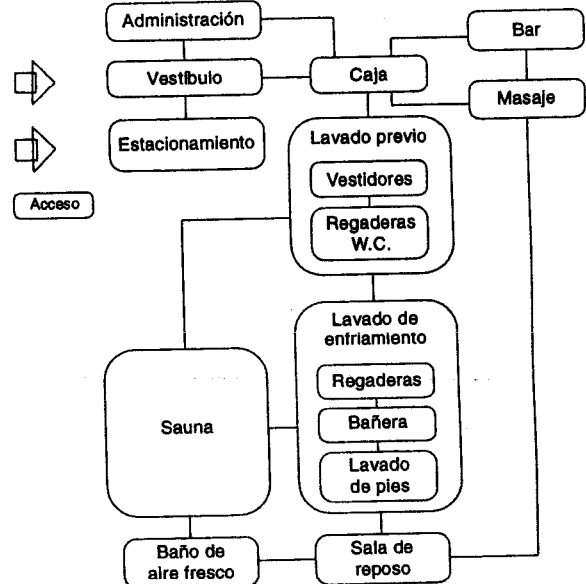 Administración
Bar
Vestíbulo
Caja
Masaje
Estacionamiento
Lavado previo
Vestidores
Acceso
Regaderas
W.C.
Lavado de
enfriamiento
Regaderas
Sauna
Bañera
Lavado
de pies
Baño de
aire fresco
Sala de
reposo